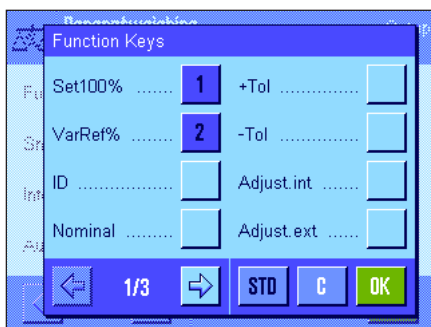 Function Keys
Set100% ....... 1
+Tol ..............
VarRef% ....... 2
-Tol ..............
ID .................
Adjust.int ......
Nominal .........
Adjust.ext ......
1/3
STD
C
OK